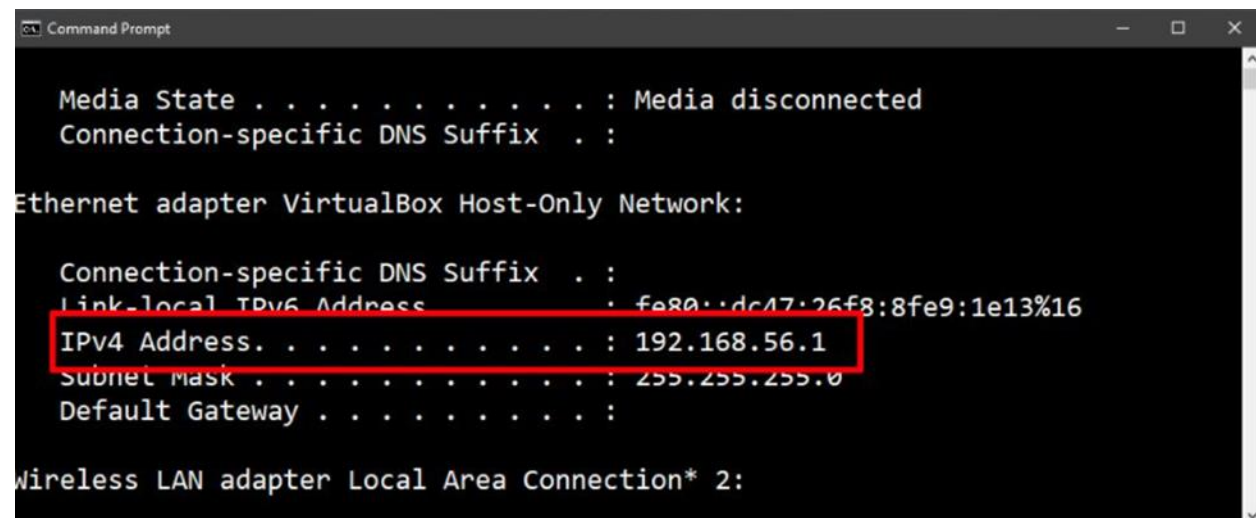 Command Prompt
Media State . . . . . . . . . . . : Media disconnected
Connection-specific DNS Suffix . :
Ethernet adapter VirtualBox Host-Only Network:
Connection-specific DNS Suffix . :
Link-local IPv6 Address . . . . . : fe80::dc47:26f8:8fe9:1e13%16
IPv4 Address. . . . . . . . . . . : 192.168.56.1
Subnet Mask . . . . . . . . . . . : 255.255.255.0
Default Gateway . . . . . . . . . :
Wireless LAN adapter Local Area Connection* 2: